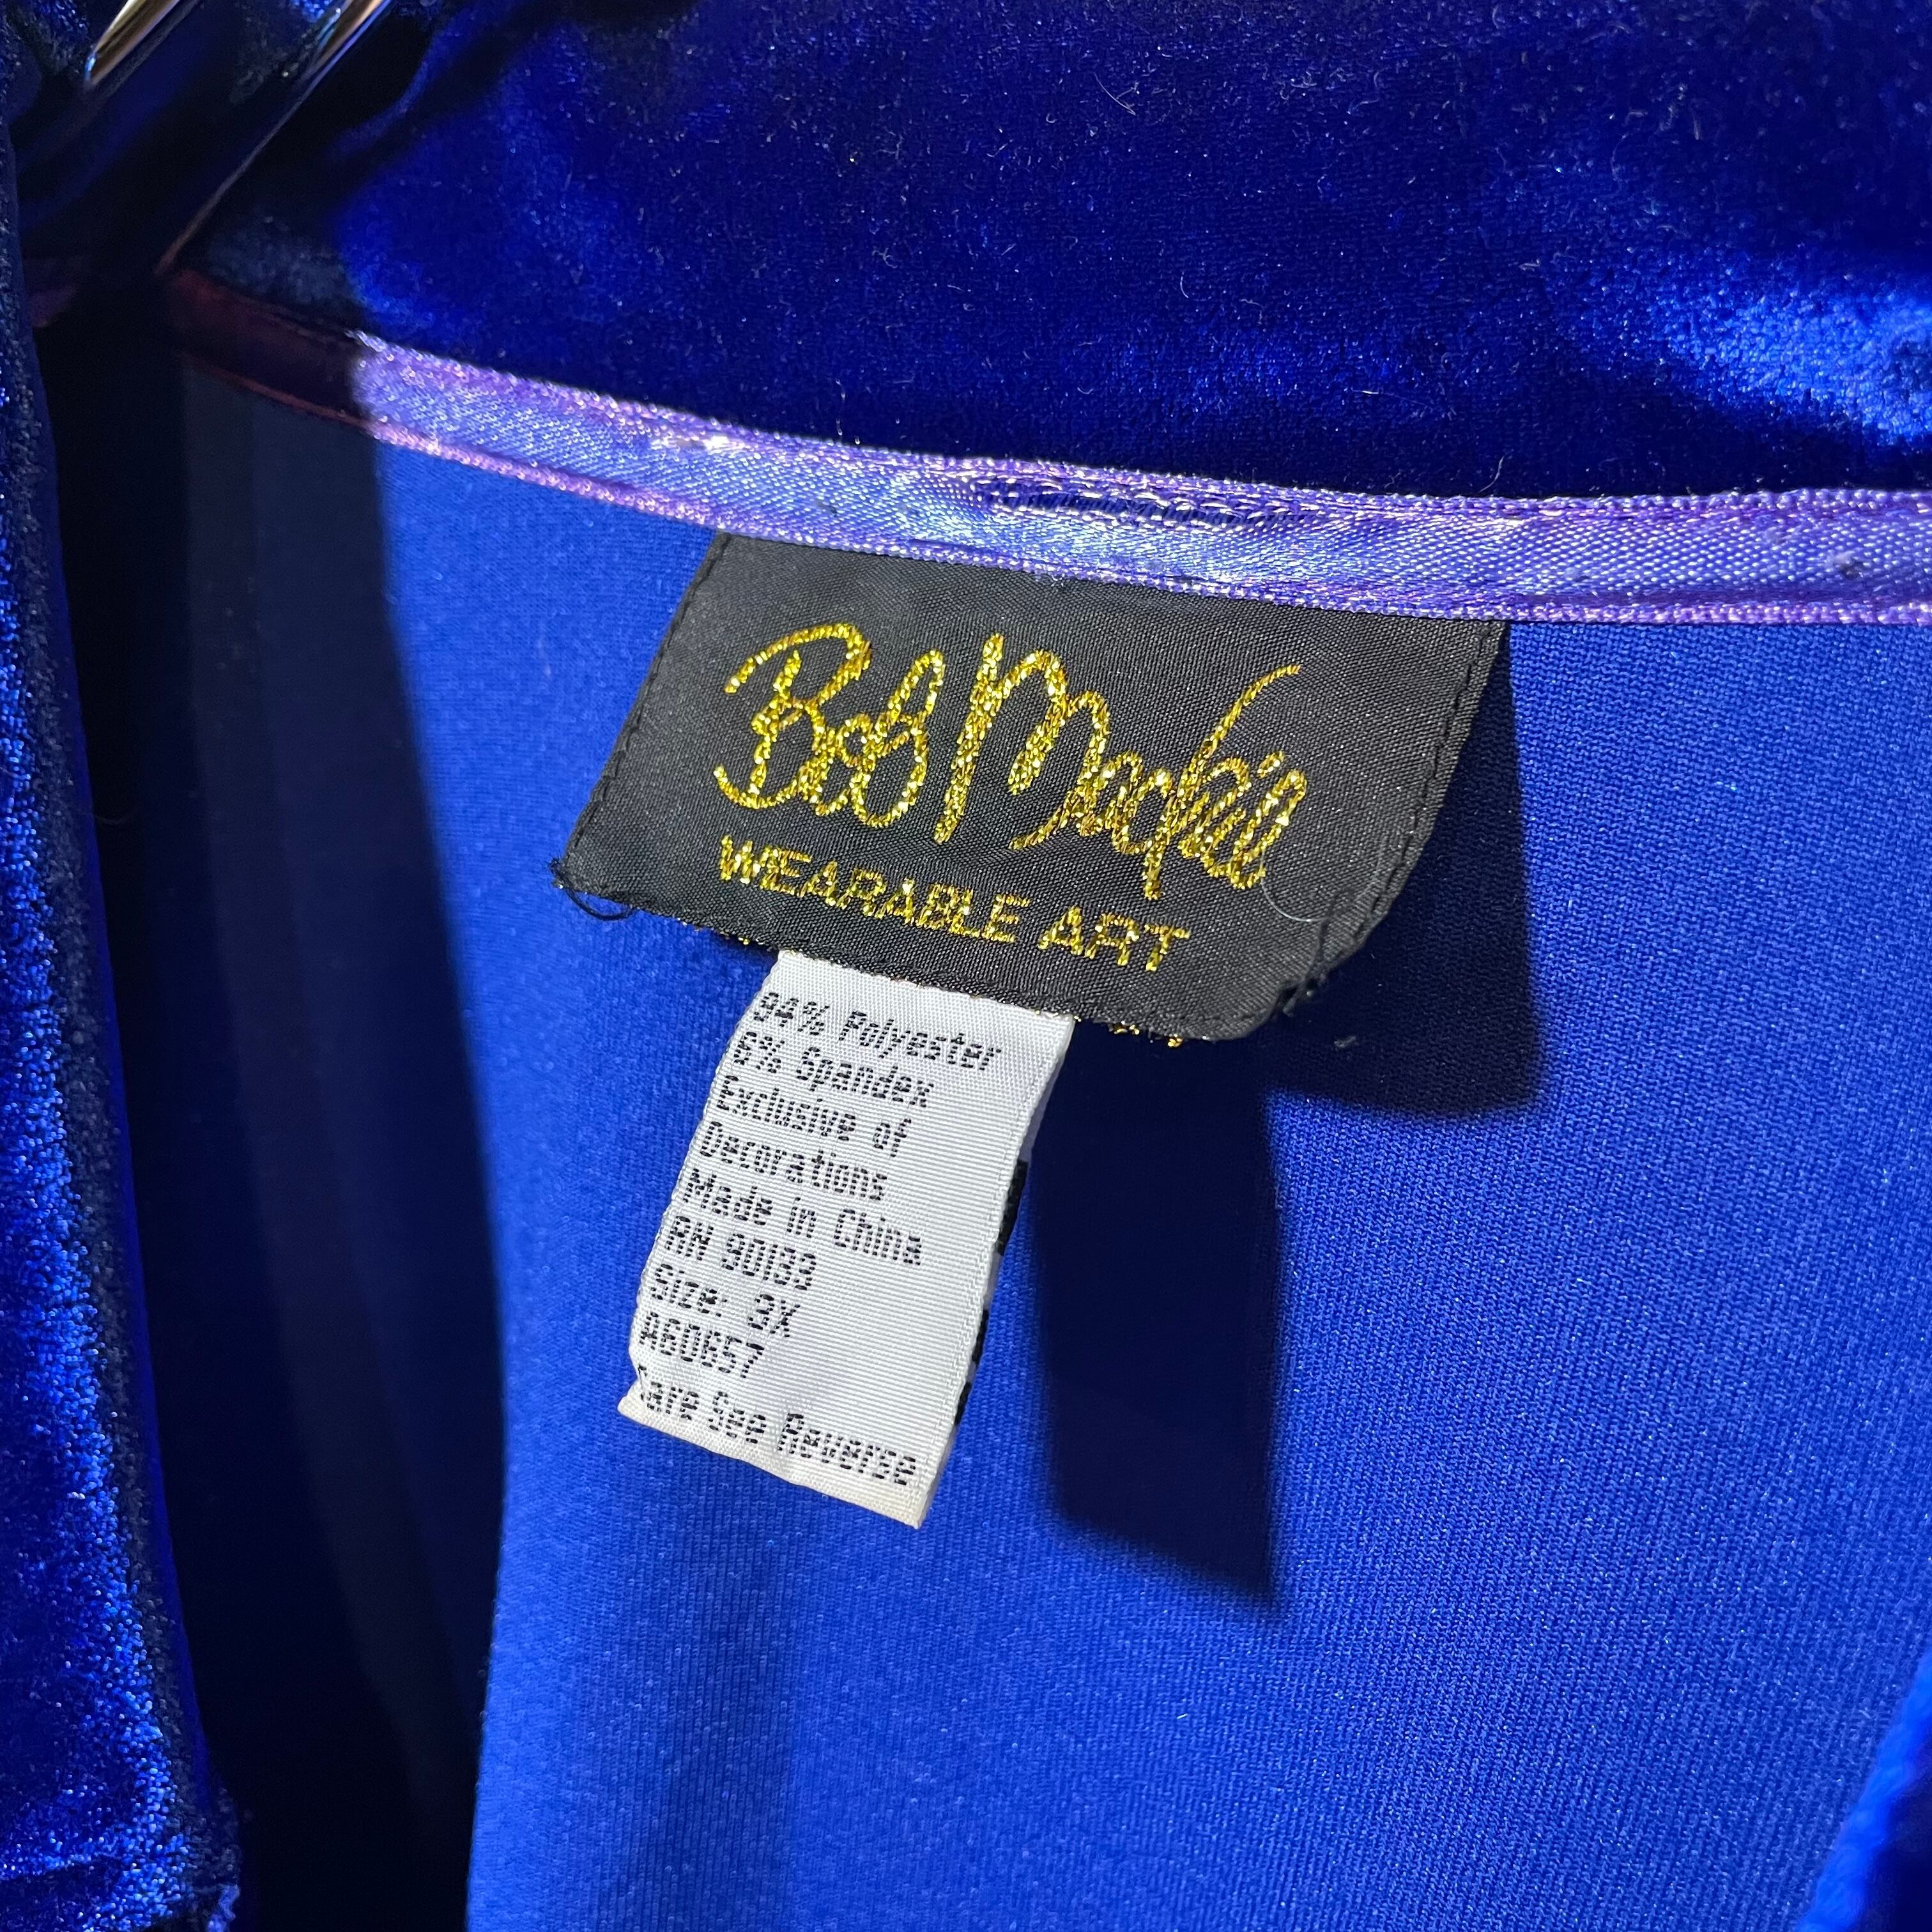 Bob Mackie
WEARABLE ART
94% Polyester
6% Spandex
Exclusive of
Decorations
Made in China
RN 90133
Size: 3X
A60657
Care See Reverse